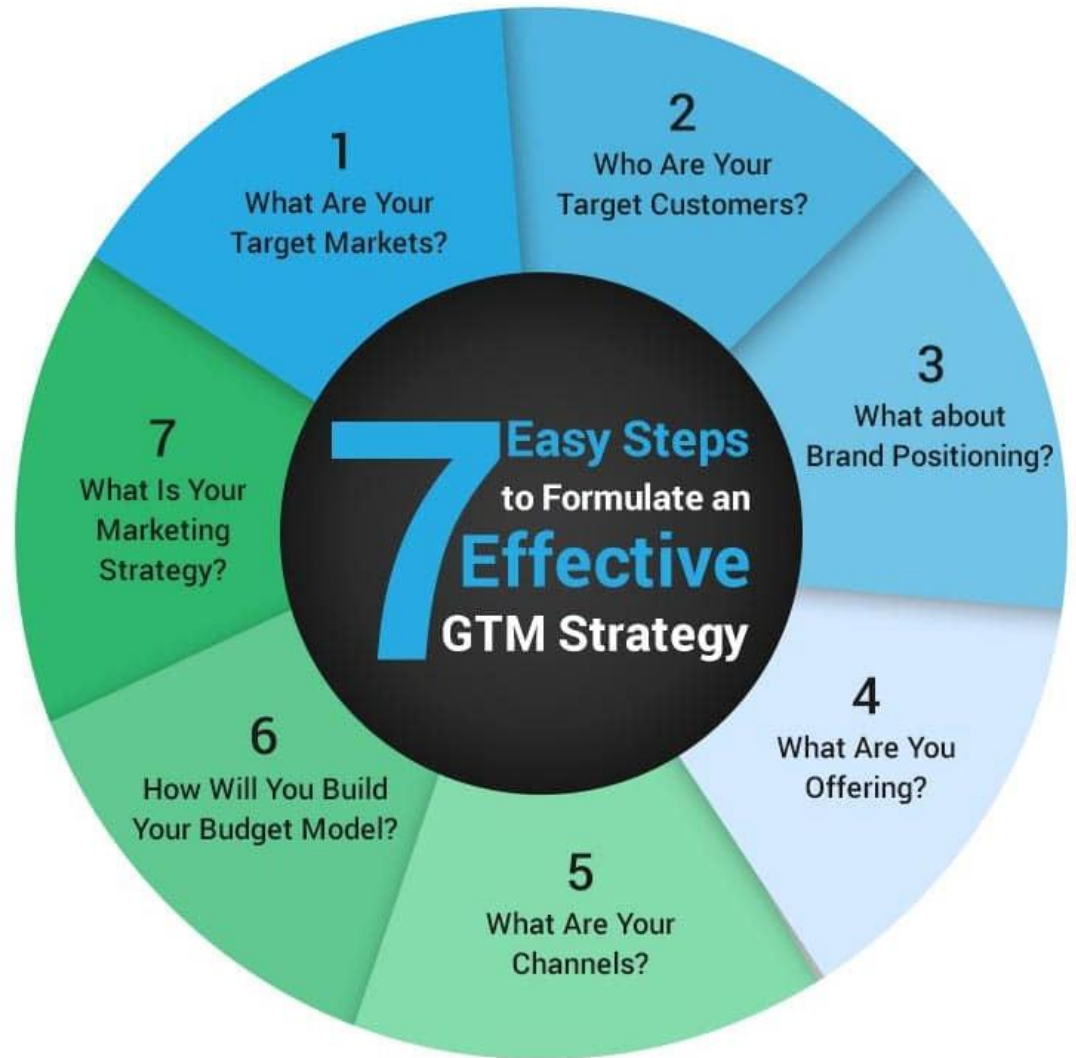 7 Easy Steps
to Formulate an
Effective
GTM Strategy
1
What Are Your
Target Markets?
2
Who Are Your
Target Customers?
3
What about
Brand Positioning?
4
What Are You
Offering?
5
What Are Your
Channels?
6
How Will You Build
Your Budget Model?
7
What Is Your
Marketing
Strategy?